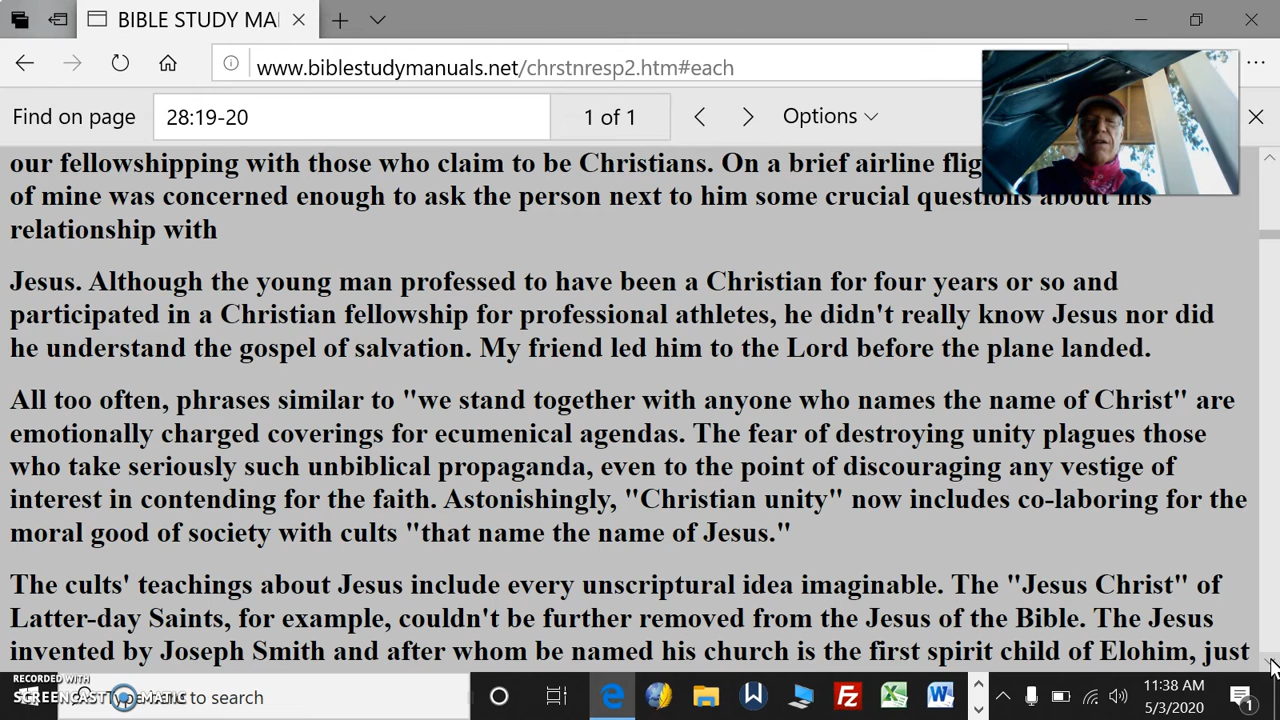 BIBLE STUDY MA
www.biblestudymanuals.net/chrstnresp2.htm#each
Find on page
28:19-20
1 of 1
Options
our fellowshipping with those who claim to be Christians. On a brief airline flig
of mine was concerned enough to ask the person next to him some crucial questions about his
relationship with
Jesus. Although the young man professed to have been a Christian for four years or so and
participated in a Christian fellowship for professional athletes, he didn't really know Jesus nor did
he understand the gospel of salvation. My friend led him to the Lord before the plane landed.
All too often, phrases similar to "we stand together with anyone who names the name of Christ" are
emotionally charged coverings for ecumenical agendas. The fear of destroying unity plagues those
who take seriously such unbiblical propaganda, even to the point of discouraging any vestige of
interest in contending for the faith. Astonishingly, "Christian unity" now includes co-laboring for the
moral good of society with cults "that name the name of Jesus."
The cults' teachings about Jesus include every unscriptural idea imaginable. The "Jesus Christ" of
Latter-day Saints, for example, couldn't be further removed from the Jesus of the Bible. The Jesus
invented by Joseph Smith and after whom be named his church is the first spirit child of Elohim, just
RECORDED WITH
SCREENCAST-O-MATIC
to search
11:38 AM
5/3/2020
1